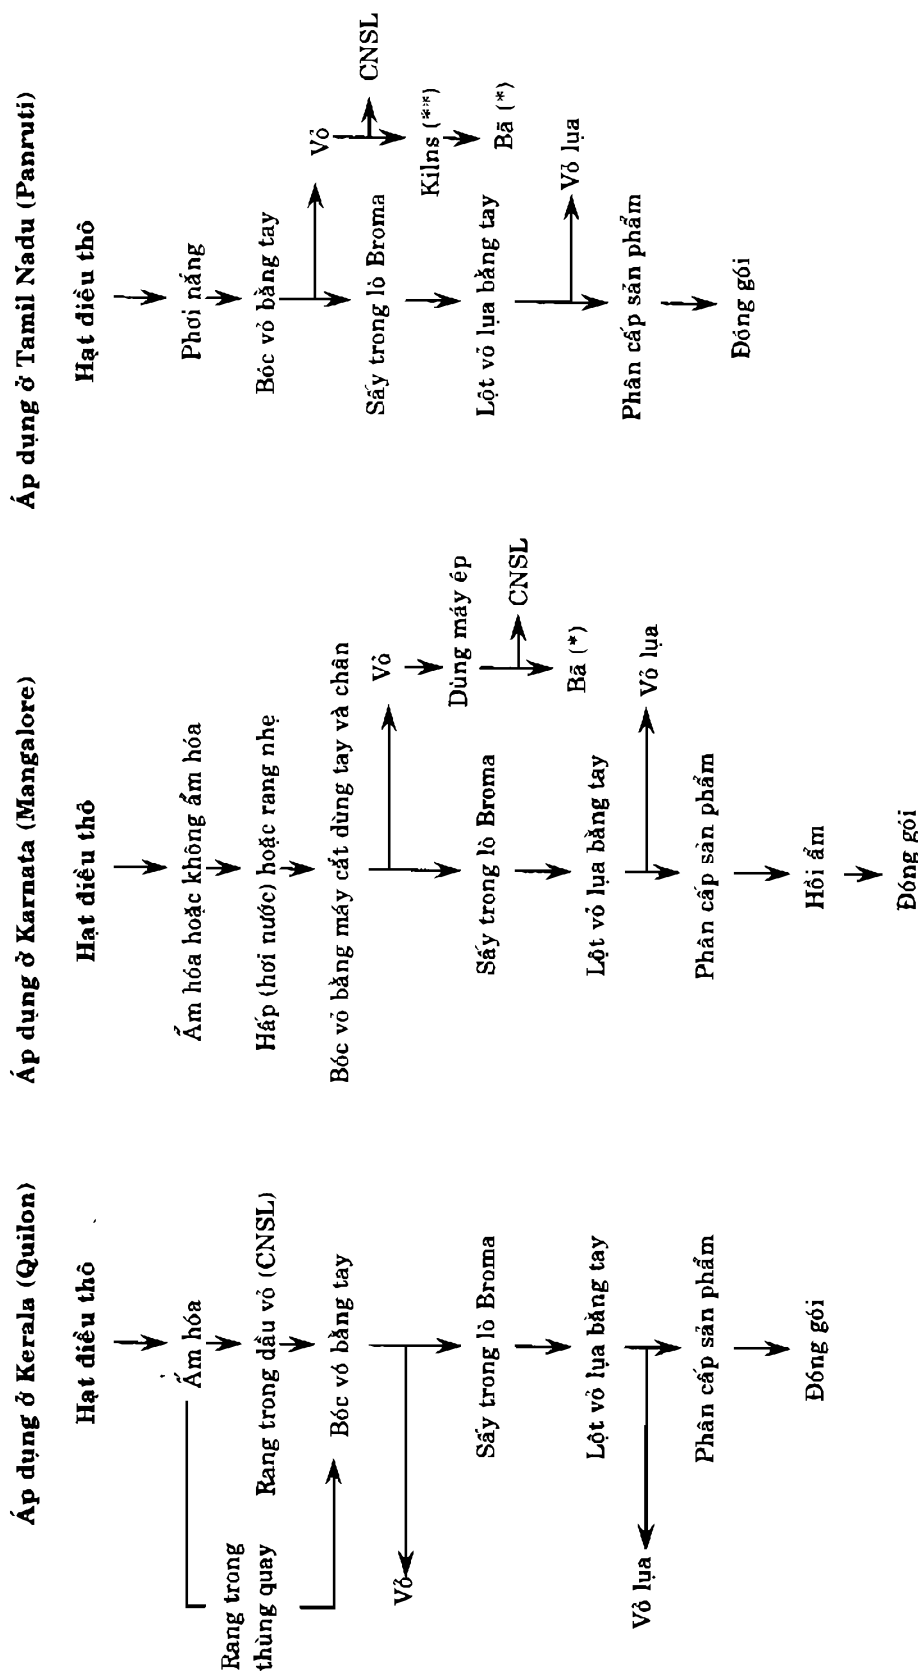 Áp dụng ở Kerala (Quilon)
Hạt điều thô
Ẩm hóa
Rang trong
thùng quay
Rang trong dầu vỏ (CNSL)
Bóc vỏ bằng tay
Vỏ
Sấy trong lò Broma
Lột vỏ lụa bằng tay
Vỏ lụa
Phân cấp sản phẩm
Đóng gói
Áp dụng ở Karnata (Mangalore)
Hạt điều thô
Ẩm hóa hoặc không ẩm hóa
Hấp (hơi nước) hoặc rang nhẹ
Bóc vỏ bằng máy cắt dùng tay và chân
Vỏ
Dùng máy ép
CNSL
Bã (*)
Sấy trong lò Broma
Lột vỏ lụa bằng tay
Vỏ lụa
Phân cấp sản phẩm
Hồi ẩm
Đóng gói
Áp dụng ở Tamil Nadu (Panruti)
Hạt điều thô
Phơi nắng
Bóc vỏ bằng tay
Vỏ
CNSL
Kilns (**)
Bã (*)
Sấy trong lò Broma
Lột vỏ lụa bằng tay
Vỏ lụa
Phân cấp sản phẩm
Đóng gói